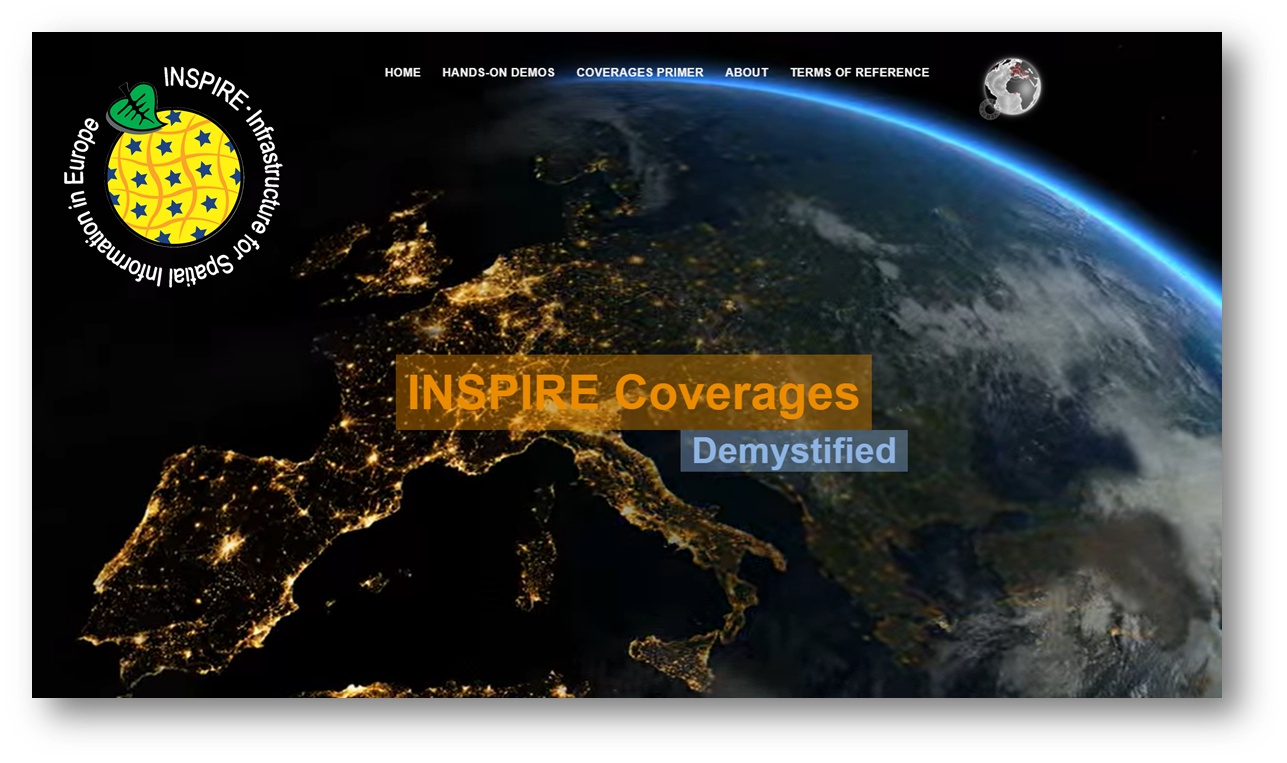 INSPIRE · Infrastructure for Spatial Information in Europe
HOME HANDS-ON DEMOS COVERAGES PRIMER ABOUT TERMS OF REFERENCE
INSPIRE Coverages
Demystified